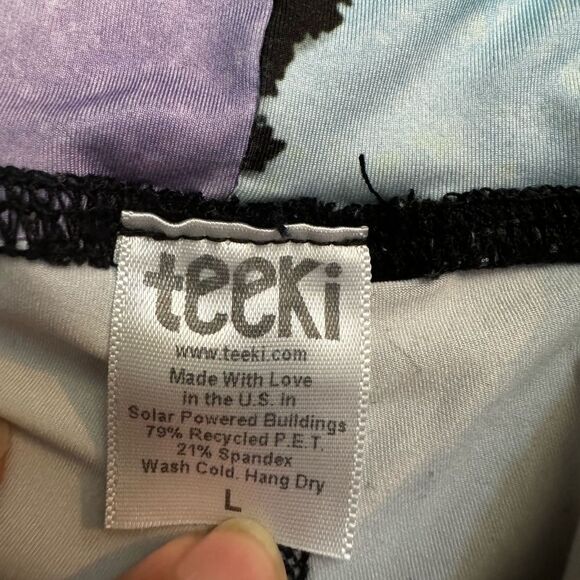 teeki
www.teeki.com
Made With Love
in the U.S. in
Solar Powered Buildings
79% Recycled P.E.T.
21% Spandex
Wash Cold. Hang Dry
L